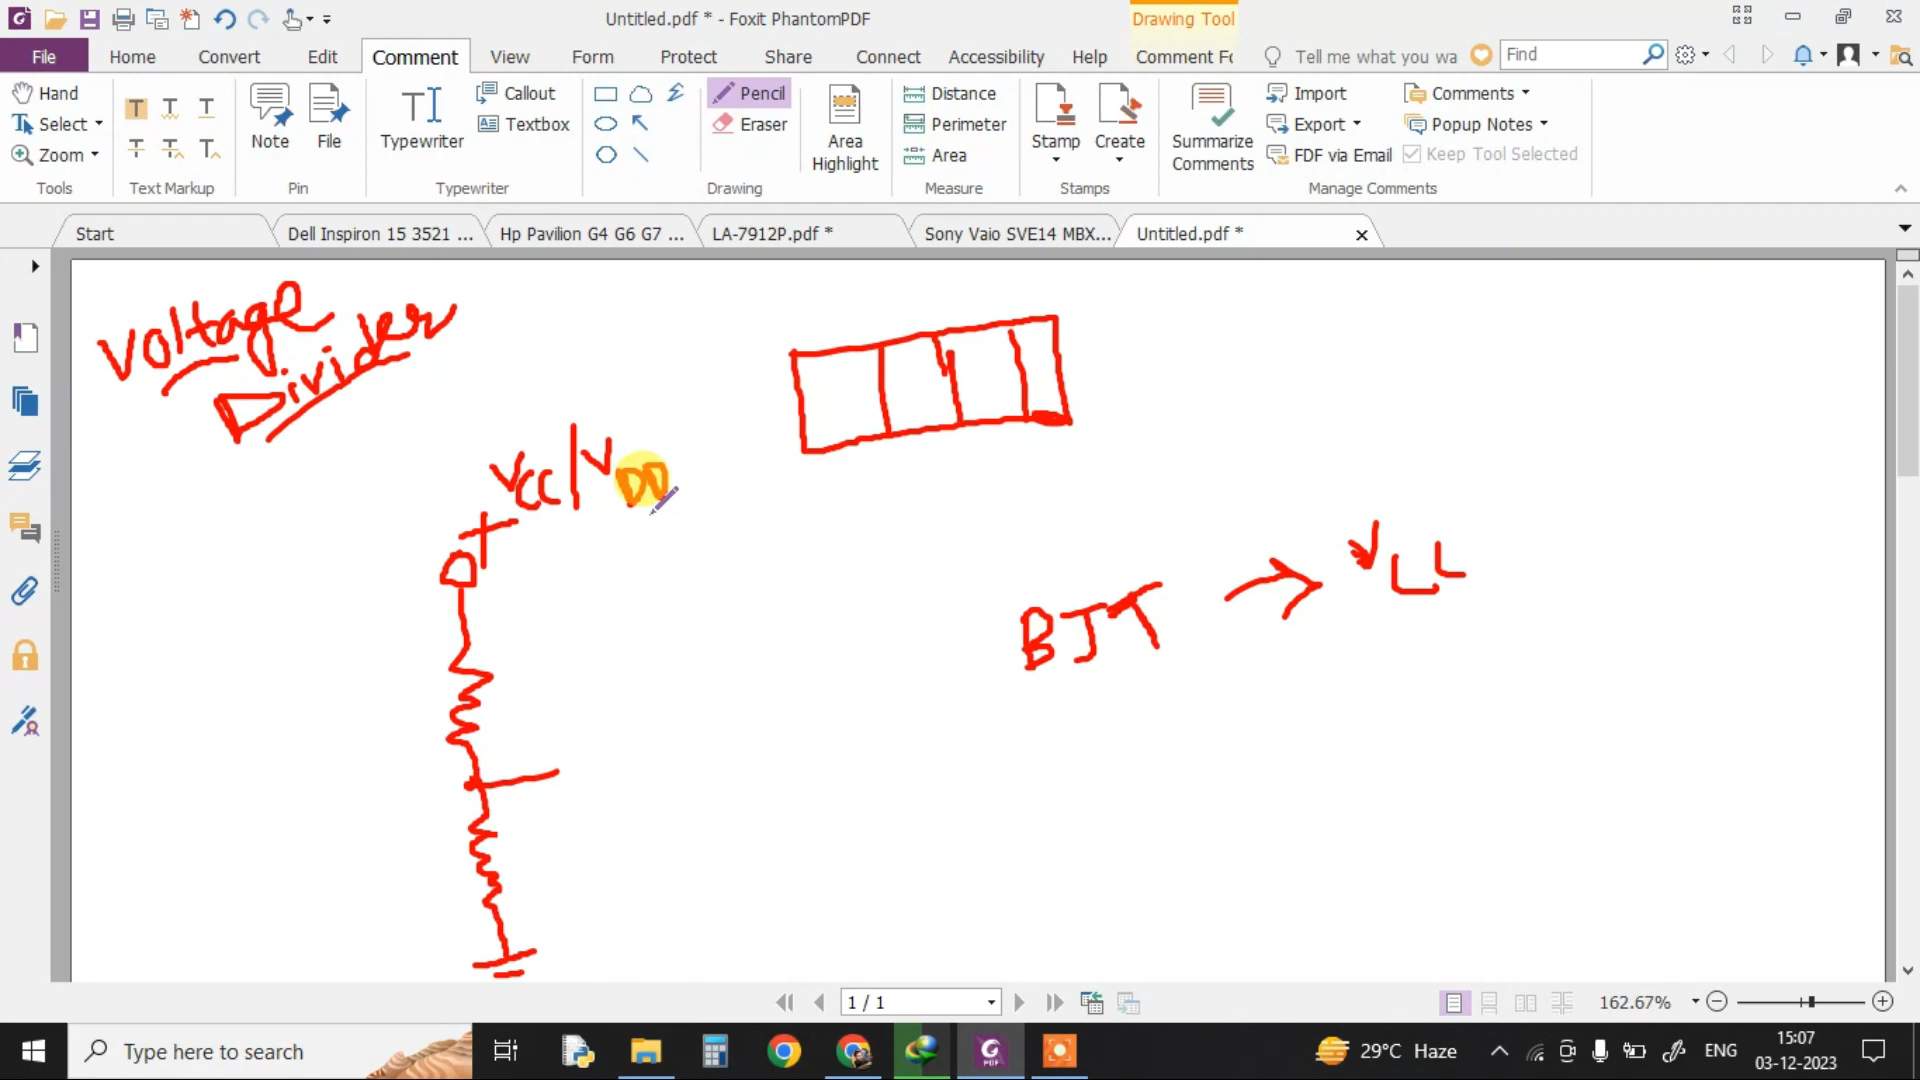 Untitled.pdf * - Foxit PhantomPDF
Drawing Tool
File
Home
Convert
Edit
Comment
View
Form
Protect
Share
Connect
Accessibility
Help
Comment Fo
Tell me what you wa
Find
Hand
Select
Zoom
Tools
Text Markup
Note
File
Pin
Typewriter
Callout
Textbox
Typewriter
Pencil
Eraser
Area Highlight
Drawing
Distance
Perimeter
Area
Measure
Stamp
Create
Stamps
Summarize Comments
Import
Export
FDF via Email
Comments
Popup Notes
Keep Tool Selected
Manage Comments
Start
Dell Inspiron 15 3521 ...
Hp Pavilion G4 G6 G7 ...
LA-7912P.pdf *
Sony Vaio SVE14 MBX...
Untitled.pdf *
Voltage
Divider
VCC|VDD
+
BJT → VCC
1 / 1
162.67%
Type here to search
29°C Haze
ENG
15:07
03-12-2023